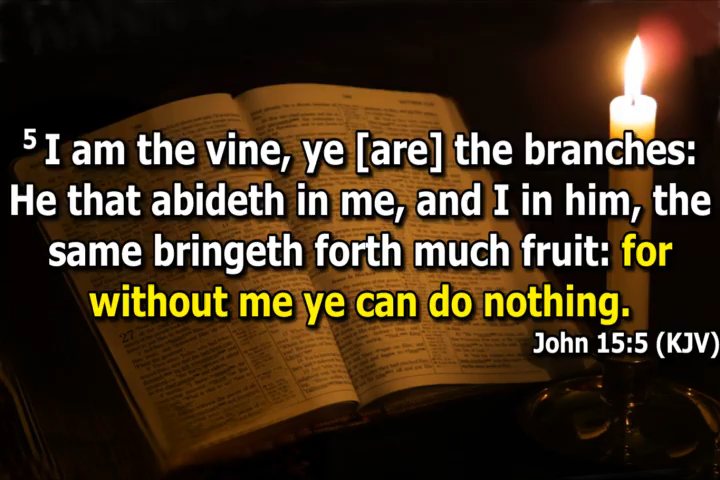 5 I am the vine, ye [are] the branches:
He that abideth in me, and I in him, the
same bringeth forth much fruit: for
without me ye can do nothing.
John 15:5 (KJV)